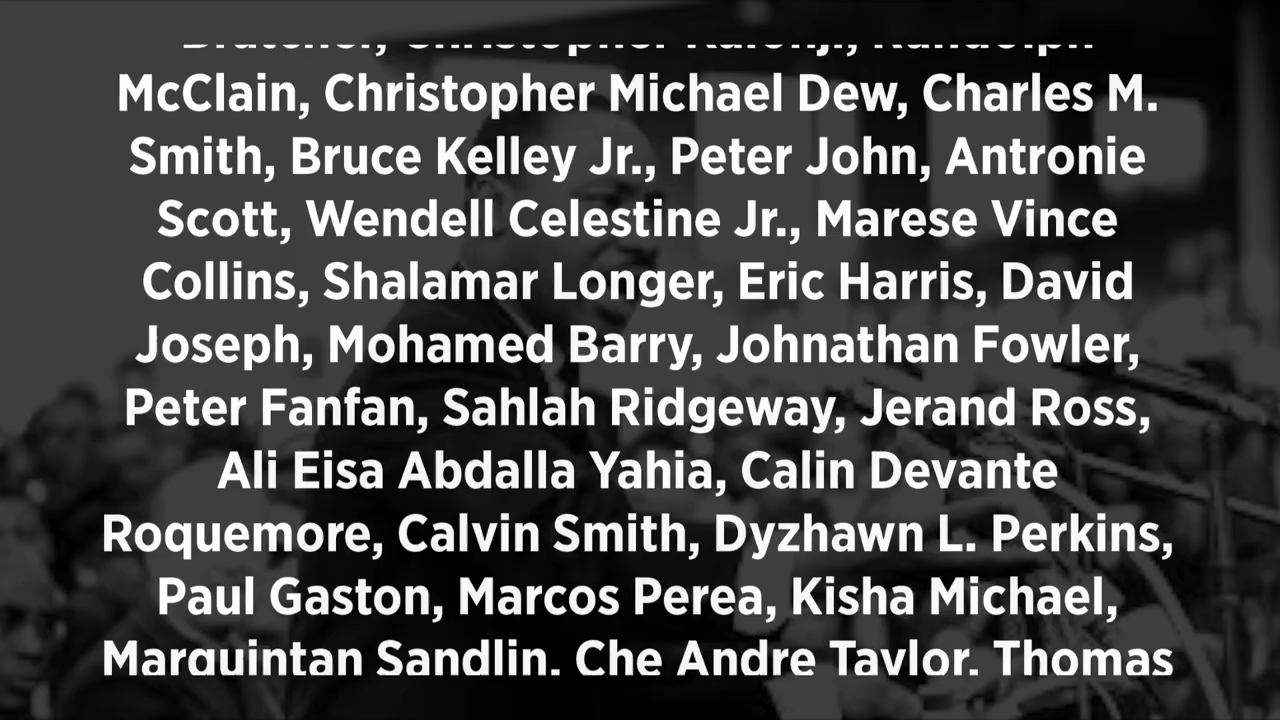 McClain, Christopher Michael Dew, Charles M.
Smith, Bruce Kelley Jr., Peter John, Antronie
Scott, Wendell Celestine Jr., Marese Vince
Collins, Shalamar Longer, Eric Harris, David
Joseph, Mohamed Barry, Johnathan Fowler,
Peter Fanfan, Sahlah Ridgeway, Jerand Ross,
Ali Eisa Abdalla Yahia, Calin Devante
Roquemore, Calvin Smith, Dyzhawn L. Perkins,
Paul Gaston, Marcos Perea, Kisha Michael,
Marquintan Sandlin, Che Andre Taylor, Thomas